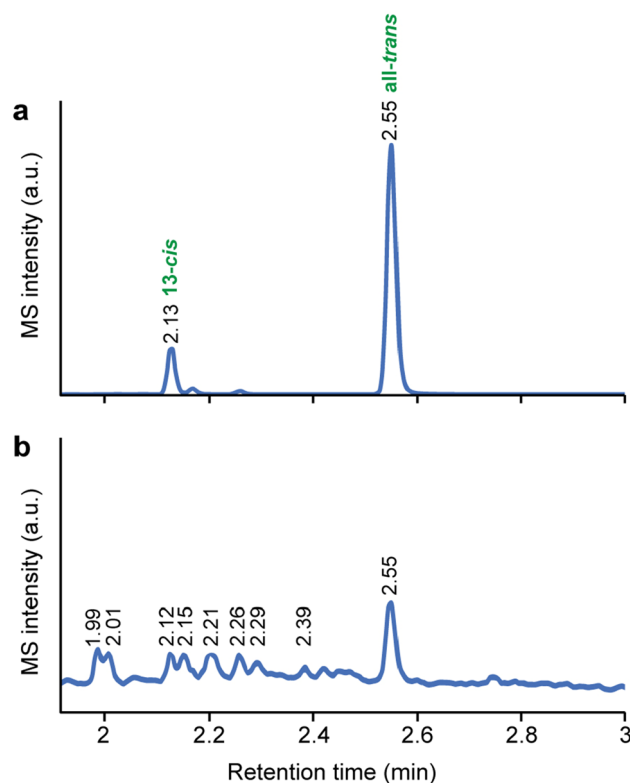 a
MS intensity (a.u.)
2.13 13-cis
2.55 all-trans
b
MS intensity (a.u.)
1.99
2.01
2.12
2.15
2.21
2.26
2.29
2.39
2.55
2
2.2
2.4
2.6
2.8
3
Retention time (min)